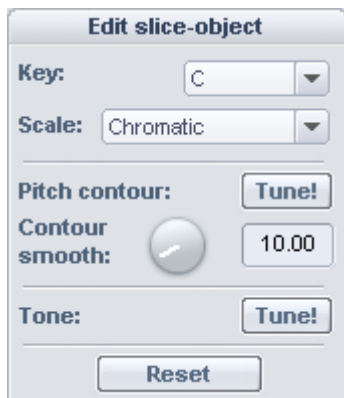 Edit slice-object
Key: C
Scale: Chromatic
Pitch contour: Tune!
Contour
smooth: 10.00
Tone: Tune!
Reset